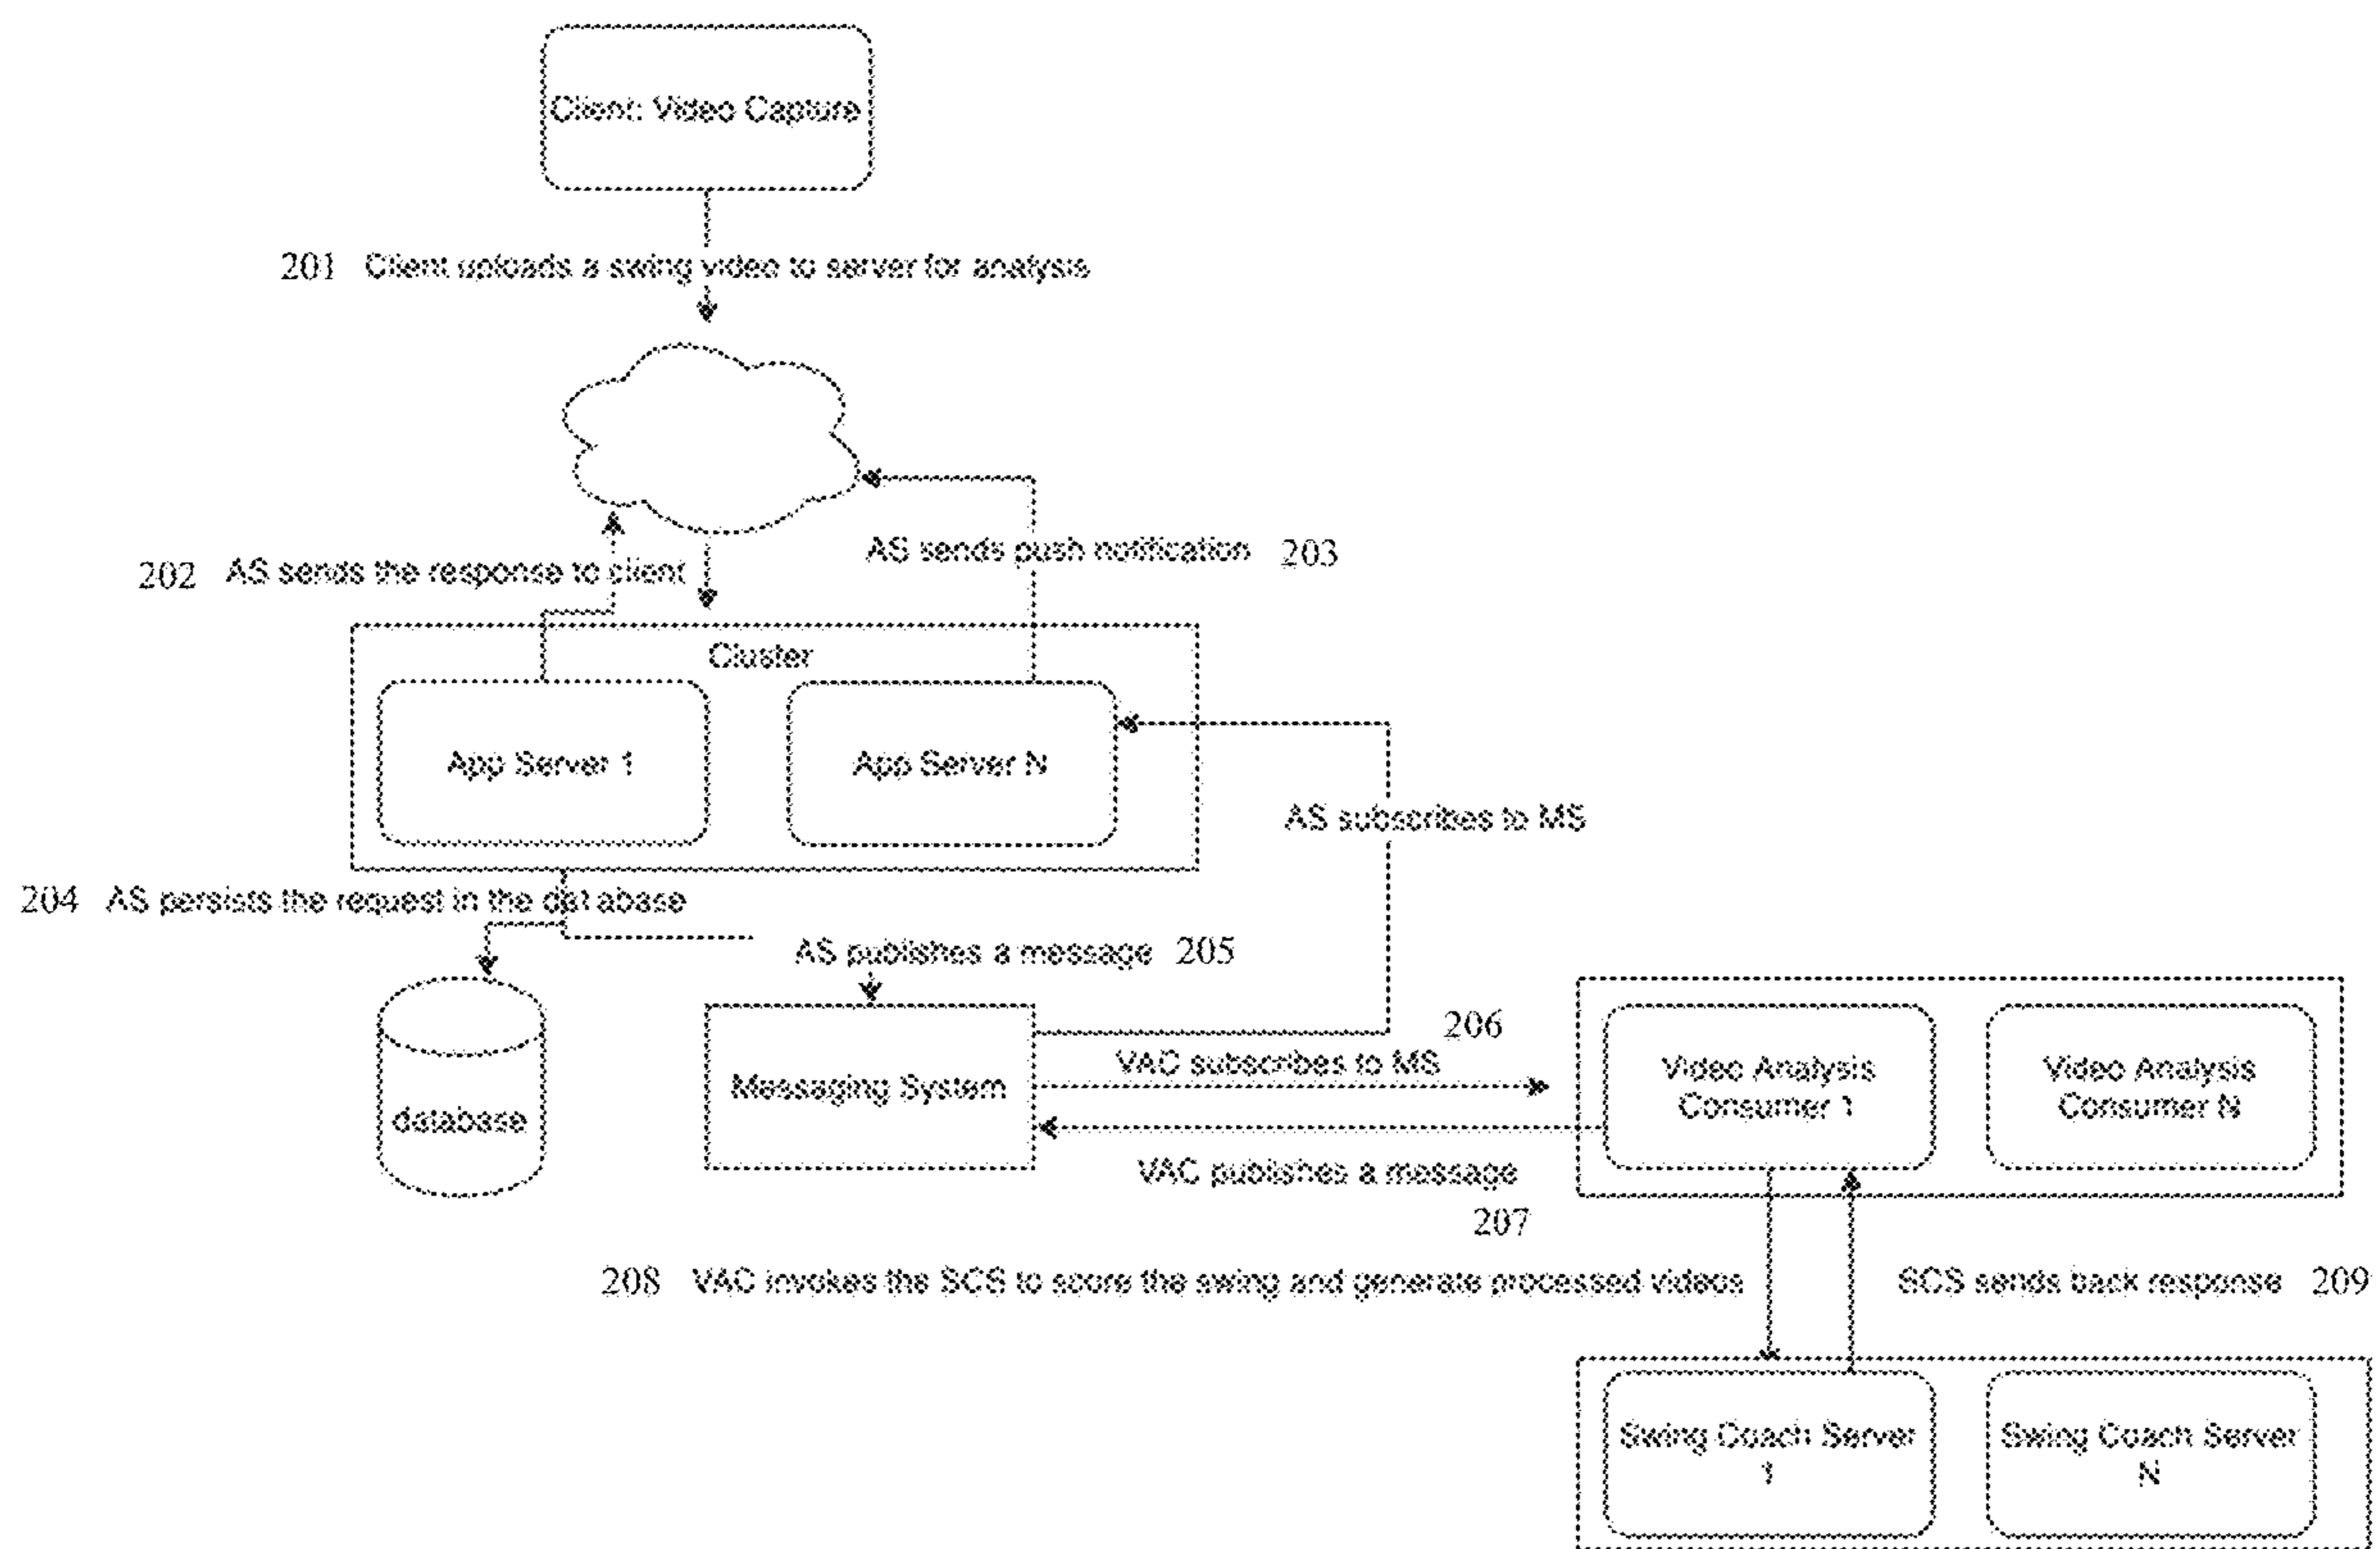 Client: Video Capture
201 Client uploads a swing video to server for analysis
202 AS sends the response to client
AS sends push notification 203
Cluster
App Server 1
App Server N
AS subscribes to MS
204 AS persists the request in the database
AS publishes a message 205
206
VAC subscribes to MS
Messaging System
database
Video Analysis
Consumer 1
Video Analysis
Consumer N
VAC publishes a message
207
208 VAC invokes the SCS to score the swing and generate processed videos
SCS sends back response 209
Swing Coach Server
1
Swing Coach Server
N